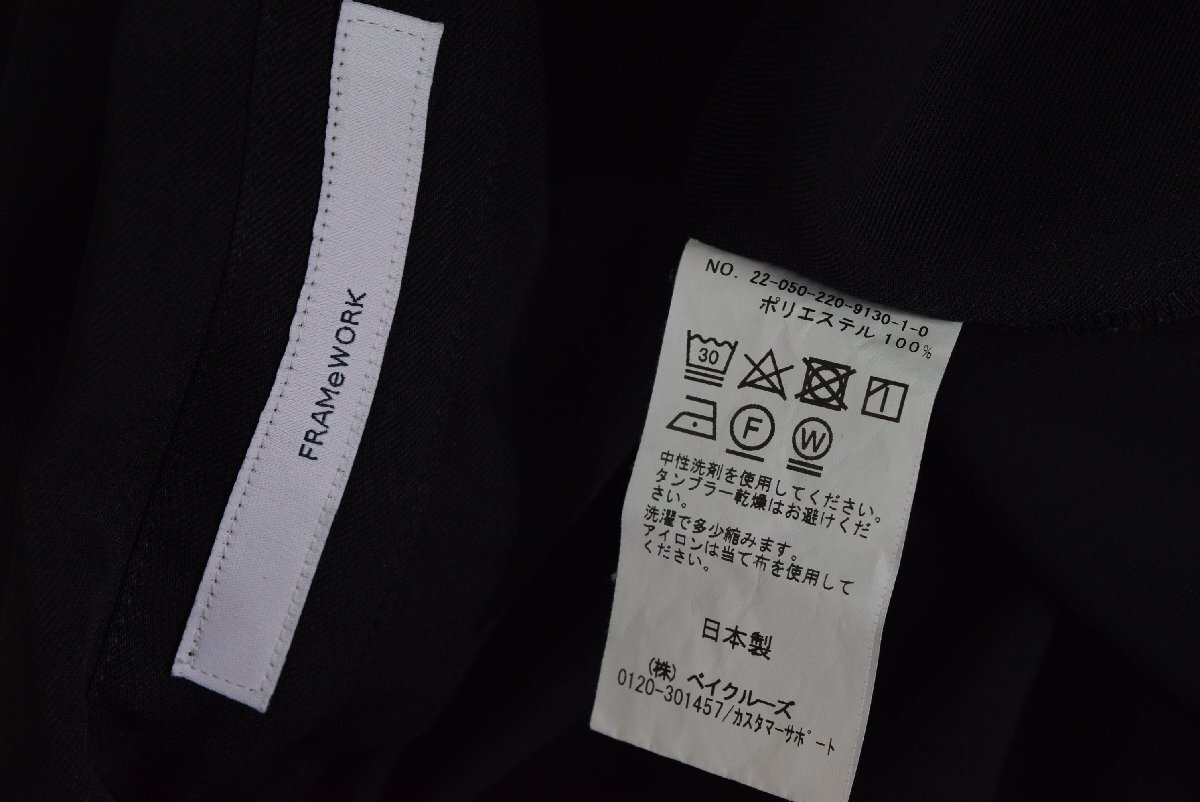 FRAMeWORK
NO. 22-050-220-9130-1-0
ポリエステル 100%
30
F
W
中性洗剤を使用してください。
タンブラー乾燥はお避けくだ
さい。
洗濯で多少縮みます。
アイロンは当て布を使用して
ください。
日本製
(株) ベイクルーズ
0120-301457/カスタマーサポート